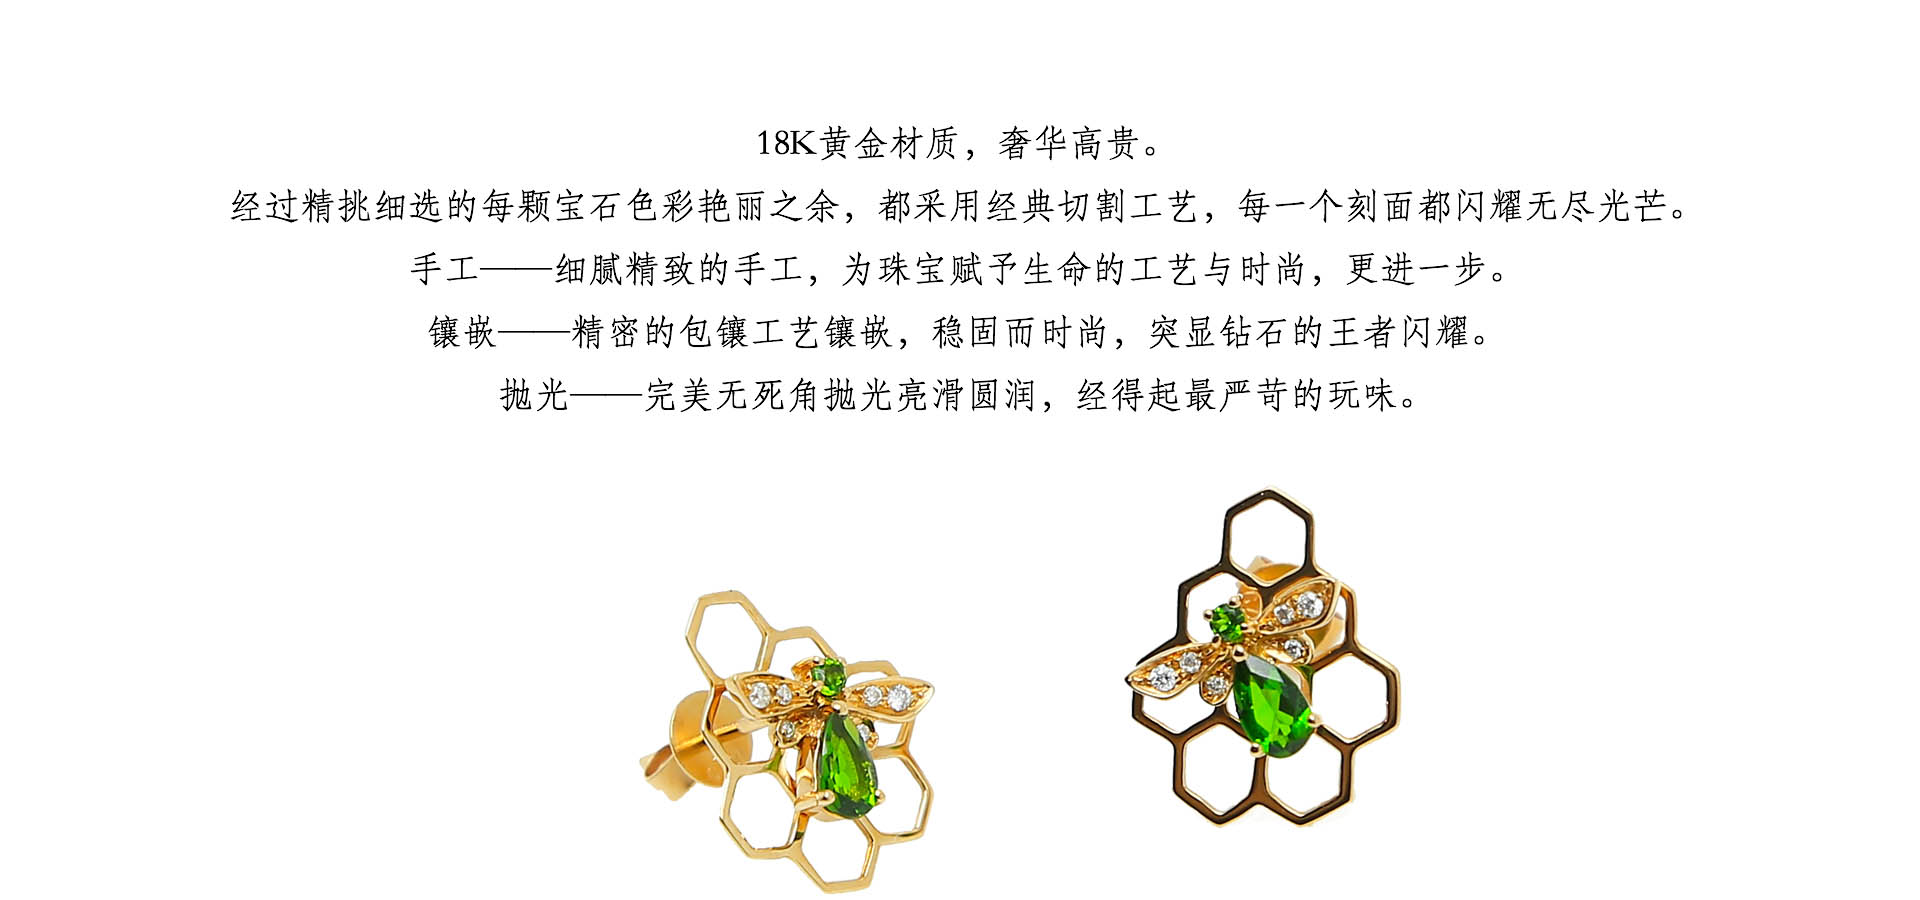 18K黄金材质，奢华高贵。
经过精挑细选的每颗宝石色彩艳丽之余，都采用经典切割工艺，每一个刻面都闪耀无尽光芒。
手工——细腻精致的手工，为珠宝赋予生命的工艺与时尚，更进一步。
镶嵌——精密的包镶工艺镶嵌，稳固而时尚，突显钻石的王者闪耀。
抛光——完美无死角抛光亮滑圆润，经得起最严苛的玩味。